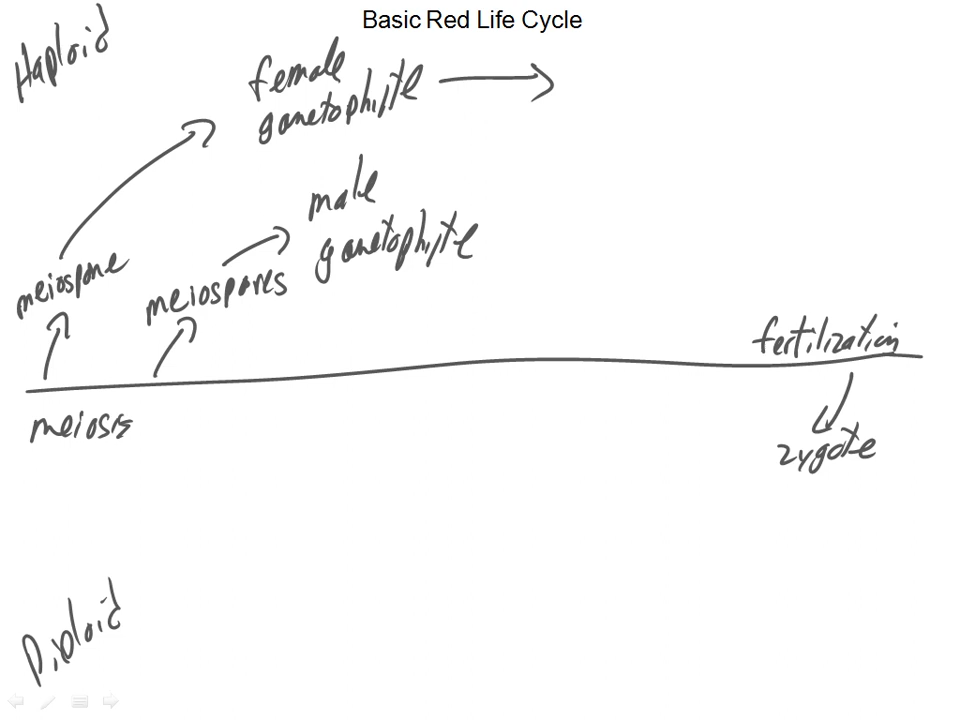 Basic Red Life Cycle
Haploid
female
gametophyte
male
gametophyte
meiospore
meiospores
fertilization
meiosis
zygote
Diploid